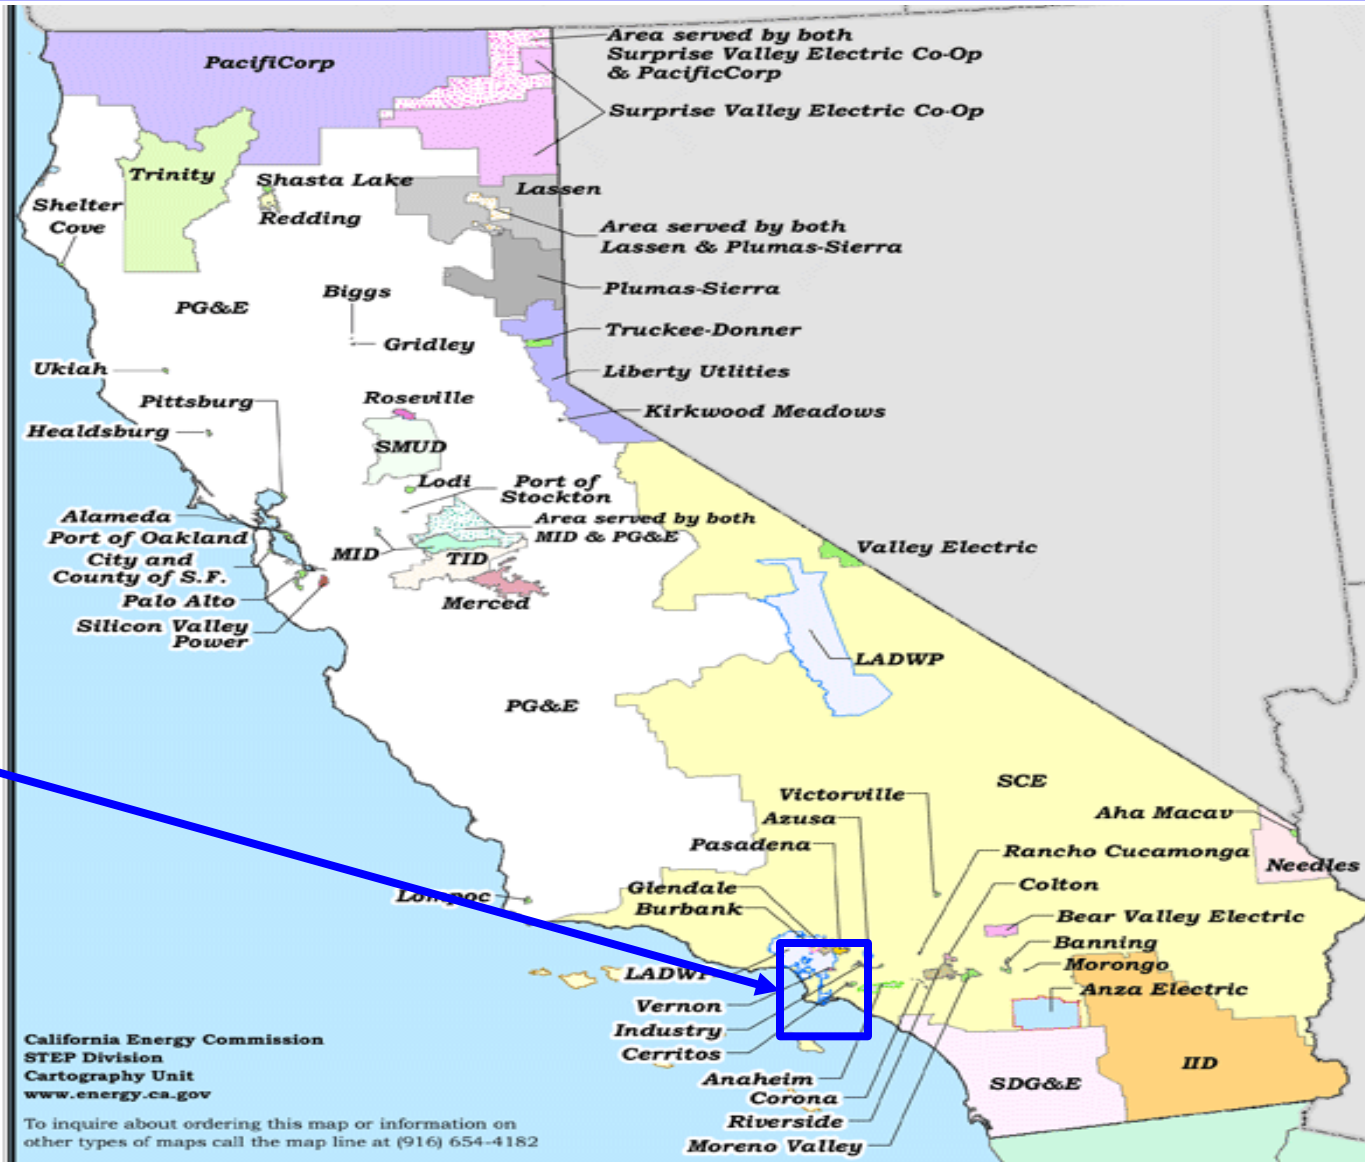 PacifiCorp
Area served by both
Surprise Valley Electric Co-Op
& PacificCorp
Surprise Valley Electric Co-Op
Trinity
Shasta Lake
Redding
Lassen
Shelter
Cove
Area served by both
Lassen & Plumas-Sierra
Plumas-Sierra
Biggs
PG&E
Gridley
Truckee-Donner
Ukiah
Liberty Utlities
Pittsburg
Roseville
Kirkwood Meadows
Healdsburg
SMUD
Lodi
Port of
Stockton
Alameda
Area served by both
MID & PG&E
Port of Oakland
MID
TID
Valley Electric
City and
County of S.F.
Palo Alto
Merced
Silicon Valley
Power
LADWP
PG&E
SCE
Victorville
Azusa
Aha Macav
Pasadena
Rancho Cucamonga
Needles
Glendale
Colton
Lompoc
Burbank
Bear Valley Electric
Banning
Morongo
LADWP
Anza Electric
Vernon
Industry
Cerritos
IID
Anaheim
SDG&E
Corona
Riverside
Moreno Valley
California Energy Commission
STEP Division
Cartography Unit
www.energy.ca.gov
To inquire about ordering this map or information on
other types of maps call the map line at (916) 654-4182